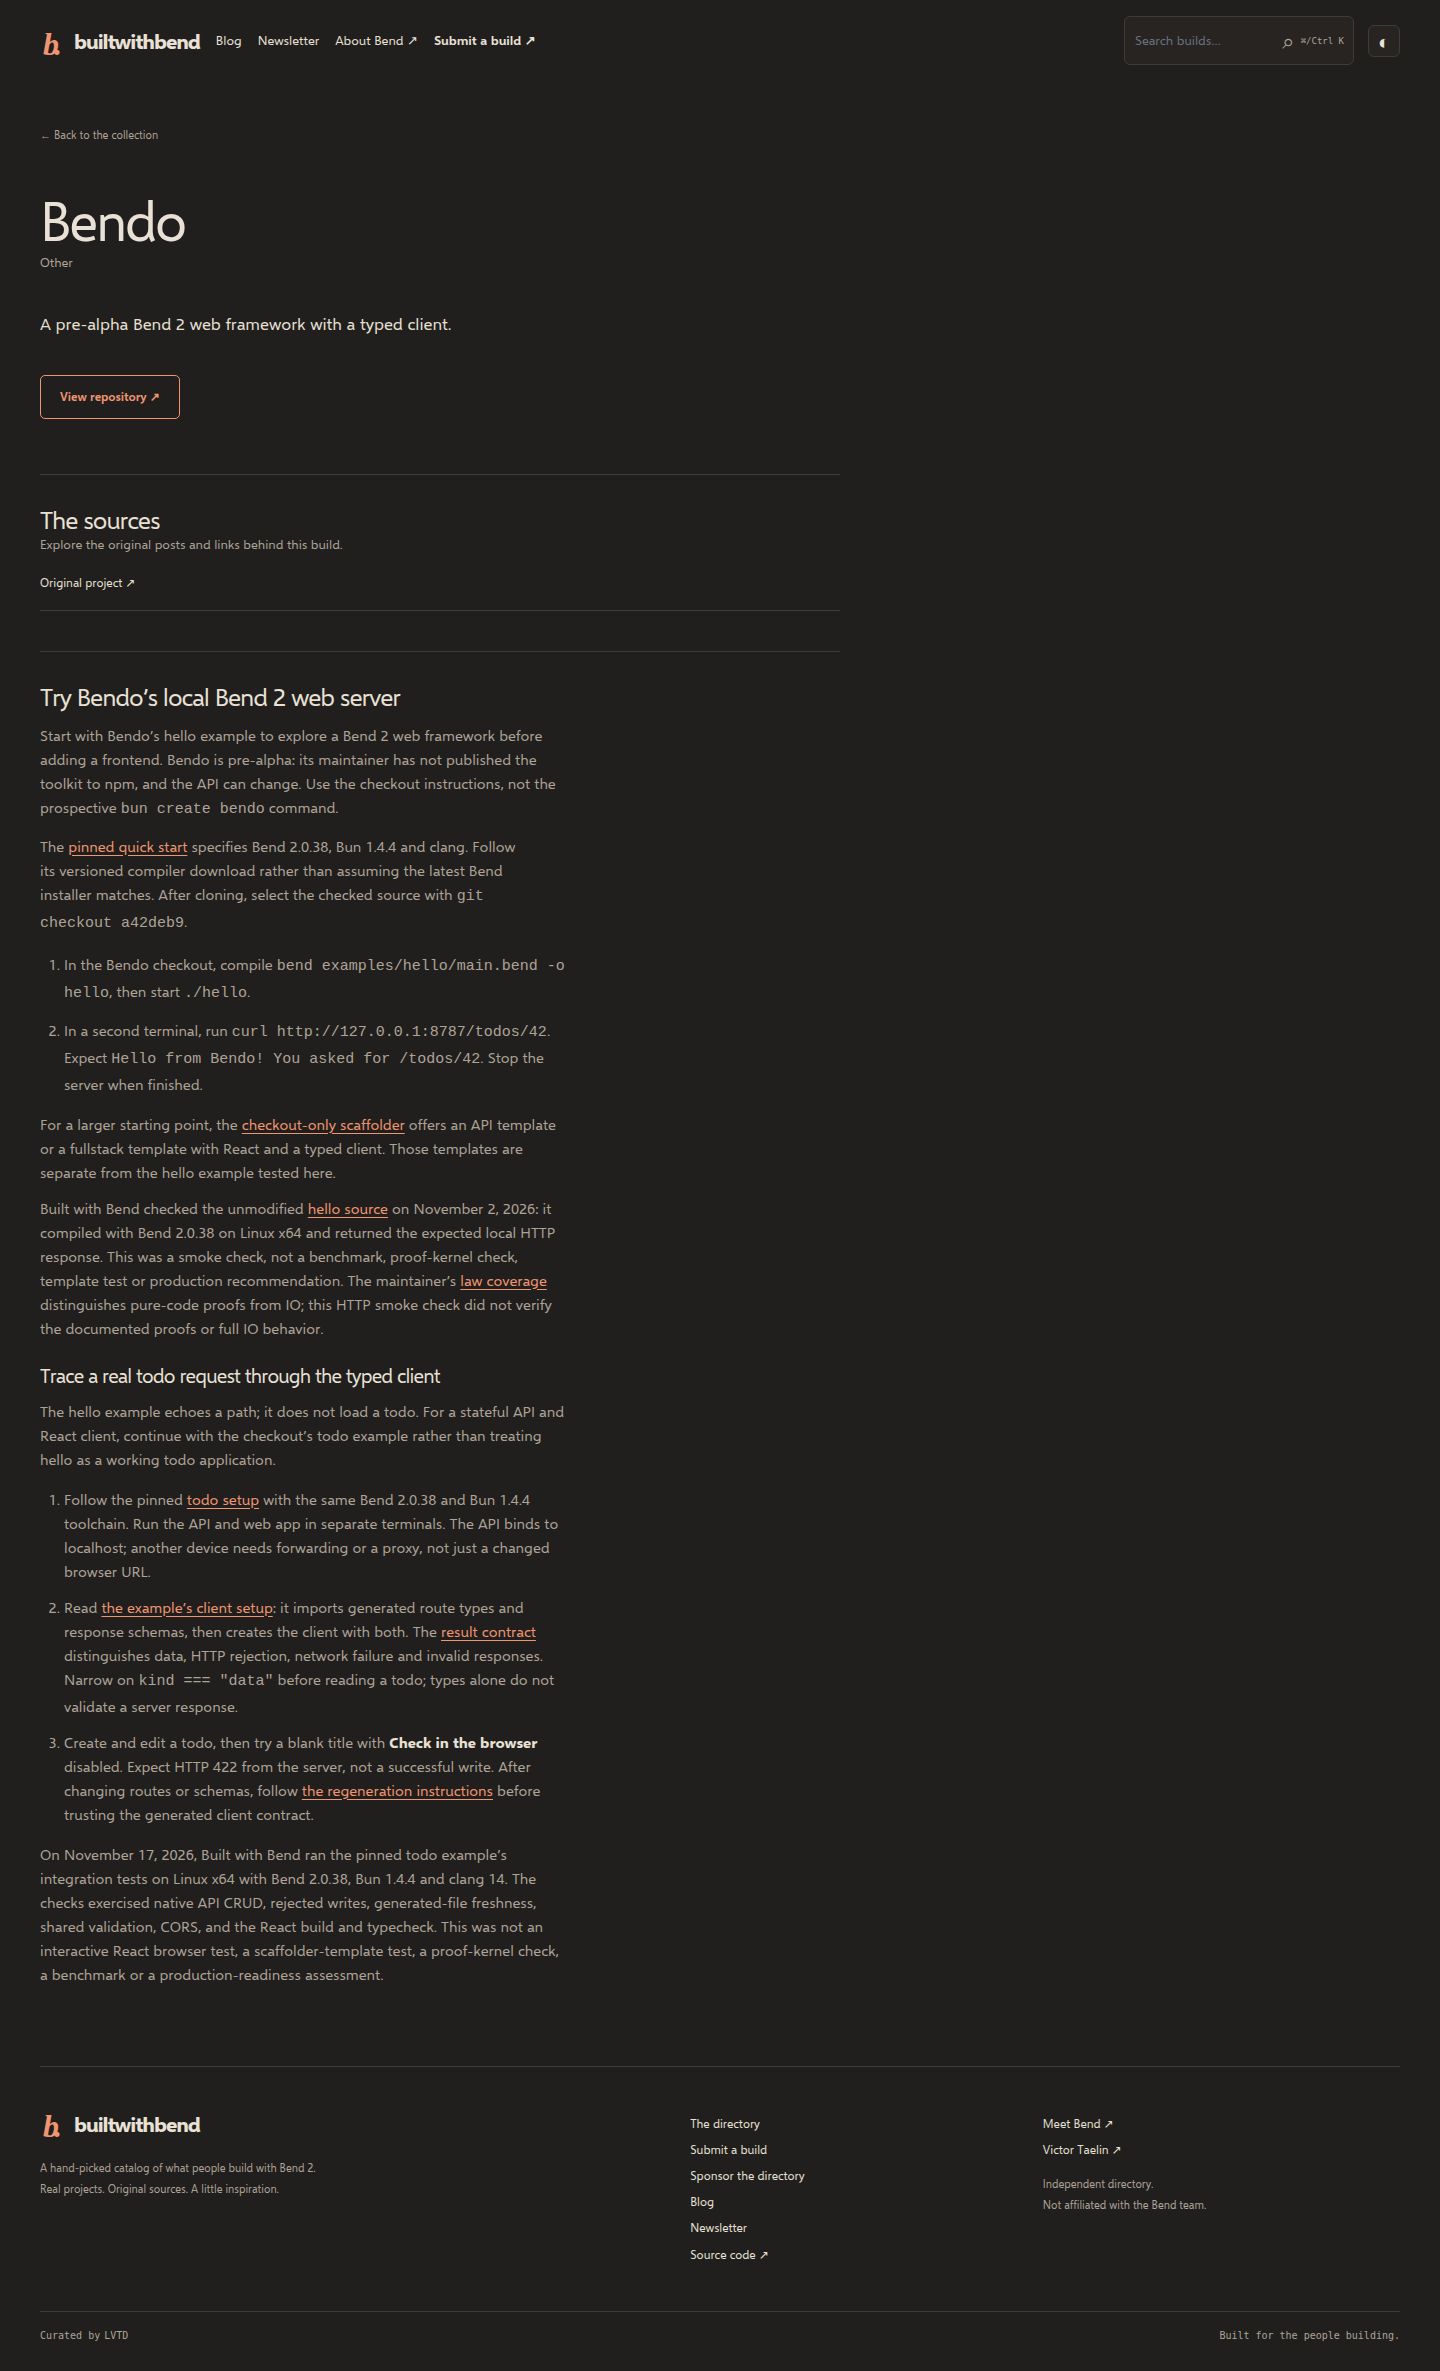 builtwithbend Blog Newsletter About Bend ↗ Submit a build ↗ Search builds... ⌘/Ctrl K
← Back to the collection
Bendo
Other
A pre-alpha Bend 2 web framework with a typed client.
View repository ↗
The sources
Explore the original posts and links behind this build.
Original project ↗
Try Bendo’s local Bend 2 web server
Start with Bendo’s hello example to explore a Bend 2 web framework before
adding a frontend. Bendo is pre-alpha: its maintainer has not published the
toolkit to npm, and the API can change. Use the checkout instructions, not the
prospective bun create bendo command.
The pinned quick start specifies Bend 2.0.38, Bun 1.4.4 and clang. Follow
its versioned compiler download rather than assuming the latest Bend
installer matches. After cloning, select the checked source with git
checkout a42deb9.
1. In the Bendo checkout, compile bend examples/hello/main.bend -o
hello, then start ./hello.
2. In a second terminal, run curl http://127.0.0.1:8787/todos/42.
Expect Hello from Bendo! You asked for /todos/42. Stop the
server when finished.
For a larger starting point, the checkout-only scaffolder offers an API template
or a fullstack template with React and a typed client. Those templates are
separate from the hello example tested here.
Built with Bend checked the unmodified hello source on November 2, 2026: it
compiled with Bend 2.0.38 on Linux x64 and returned the expected local HTTP
response. This was a smoke check, not a benchmark, proof-kernel check,
template test or production recommendation. The maintainer’s law coverage
distinguishes pure-code proofs from IO; this HTTP smoke check did not verify
the documented proofs or full IO behavior.
Trace a real todo request through the typed client
The hello example echoes a path; it does not load a todo. For a stateful API and
React client, continue with the checkout’s todo example rather than treating
hello as a working todo application.
1. Follow the pinned todo setup with the same Bend 2.0.38 and Bun 1.4.4
toolchain. Run the API and web app in separate terminals. The API binds to
localhost; another device needs forwarding or a proxy, not just a changed
browser URL.
2. Read the example’s client setup: it imports generated route types and
response schemas, then creates the client with both. The result contract
distinguishes data, HTTP rejection, network failure and invalid responses.
Narrow on kind === "data" before reading a todo; types alone do not
validate a server response.
3. Create and edit a todo, then try a blank title with Check in the browser
disabled. Expect HTTP 422 from the server, not a successful write. After
changing routes or schemas, follow the regeneration instructions before
trusting the generated client contract.
On November 17, 2026, Built with Bend ran the pinned todo example’s
integration tests on Linux x64 with Bend 2.0.38, Bun 1.4.4 and clang 14. The
checks exercised native API CRUD, rejected writes, generated-file freshness,
shared validation, CORS, and the React build and typecheck. This was not an
interactive React browser test, a scaffolder-template test, a proof-kernel check,
a benchmark or a production-readiness assessment.
builtwithbend
A hand-picked catalog of what people build with Bend 2.
Real projects. Original sources. A little inspiration.
The directory
Submit a build
Sponsor the directory
Blog
Newsletter
Source code ↗
Meet Bend ↗
Victor Taelin ↗
Independent directory.
Not affiliated with the Bend team.
Curated by LVTD
Built for the people building.